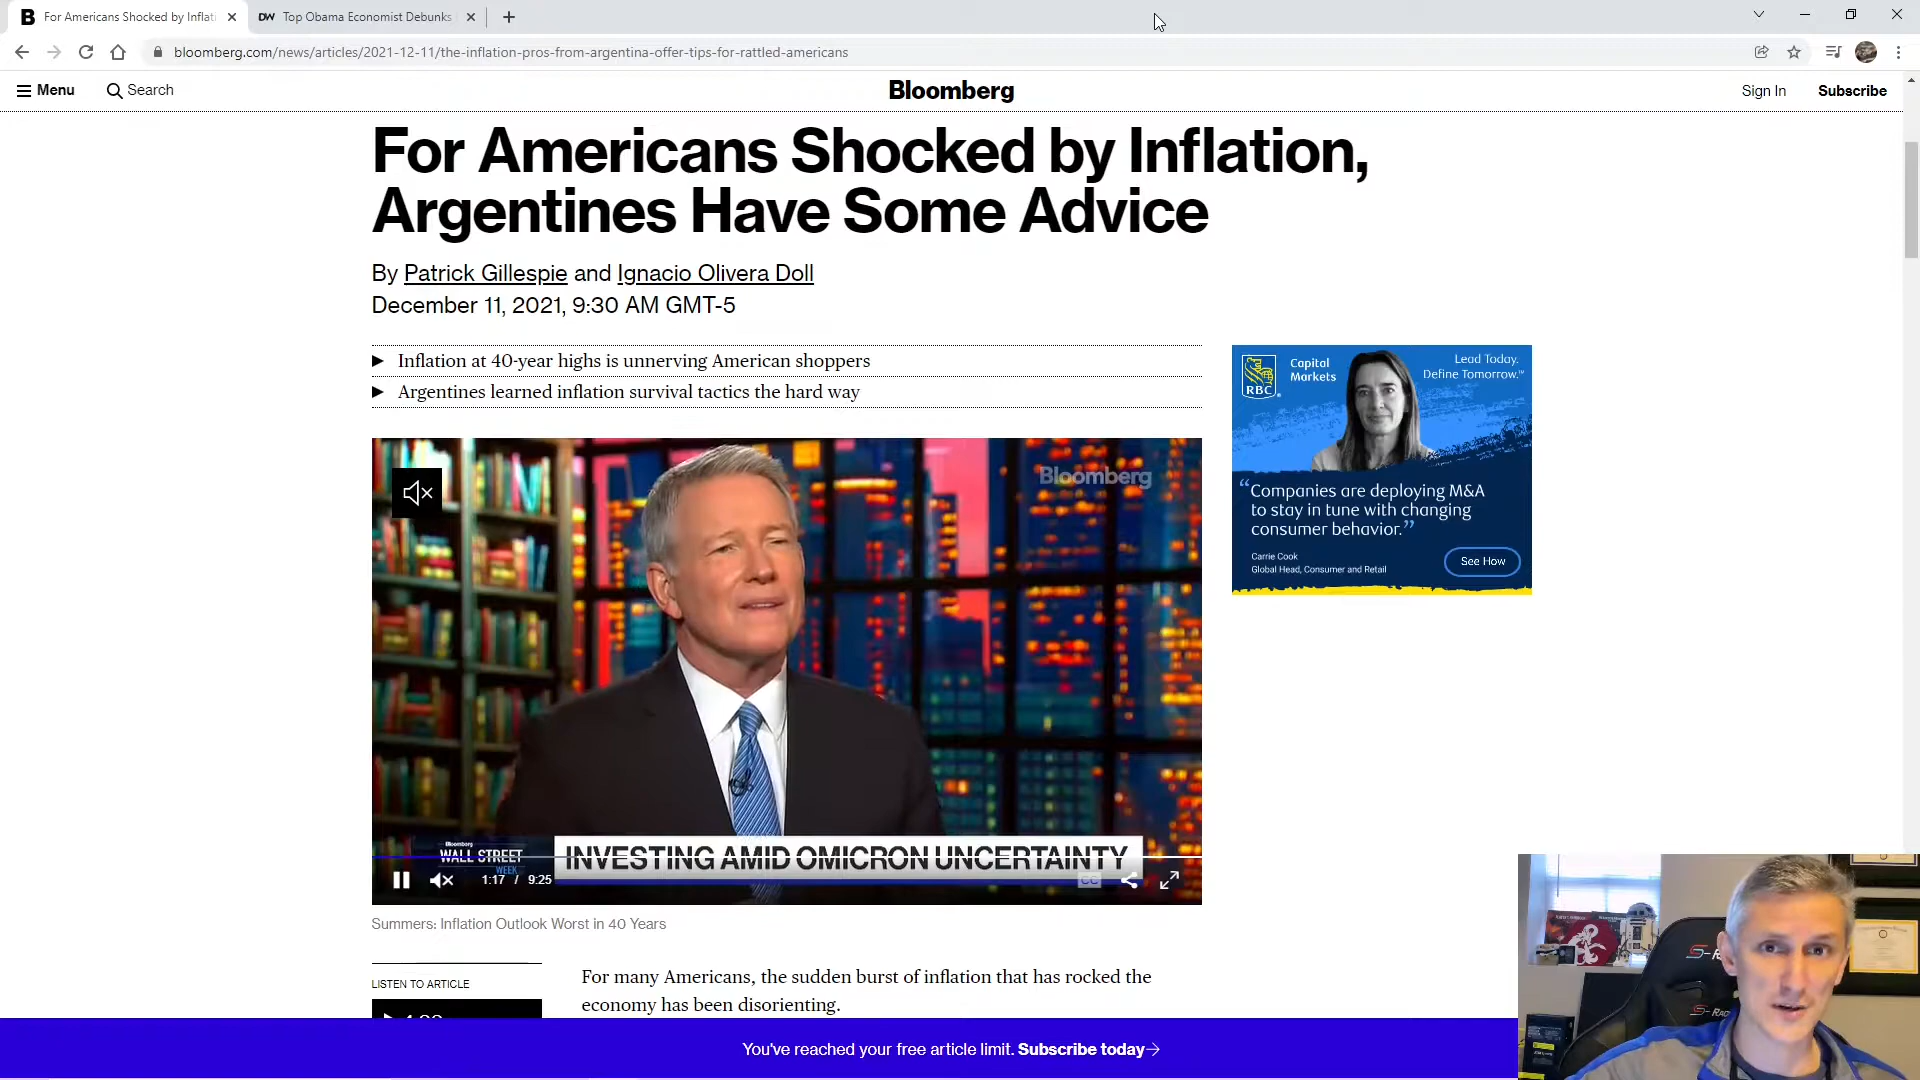 For Americans Shocked by Inflati
DW
Top Obama Economist Debunks
bloomberg.com/news/articles/2021-12-11/the-inflation-pros-from-argentina-offer-tips-for-rattled-americans
Menu
Search
Bloomberg
Sign In
Subscribe
For Americans Shocked by Inflation,
Argentines Have Some Advice
By Patrick Gillespie and Ignacio Olivera Doll
December 11, 2021, 9:30 AM GMT-5
Inflation at 40-year highs is unnerving American shoppers
Argentines learned inflation survival tactics the hard way
Bloomberg
Bloomberg
WALL STREET
WEEK
INVESTING AMID OMICRON UNCERTAINTY
1:17 / 9:25
CC
RBC
Capital
Markets
Lead Today.
Define Tomorrow.™
“Companies are deploying M&A
to stay in tune with changing
consumer behavior.”
Carrie Cook
Global Head, Consumer and Retail
See How
Summers: Inflation Outlook Worst in 40 Years
LISTEN TO ARTICLE
For many Americans, the sudden burst of inflation that has rocked the
economy has been disorienting.
You've reached your free article limit. Subscribe today